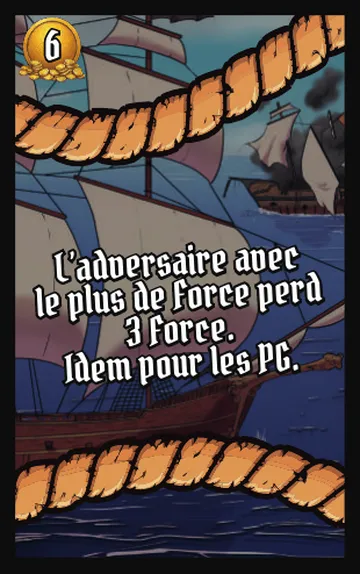 6
L'adversaire avec
le plus de Force perd
3 Force.
Idem pour les PG.